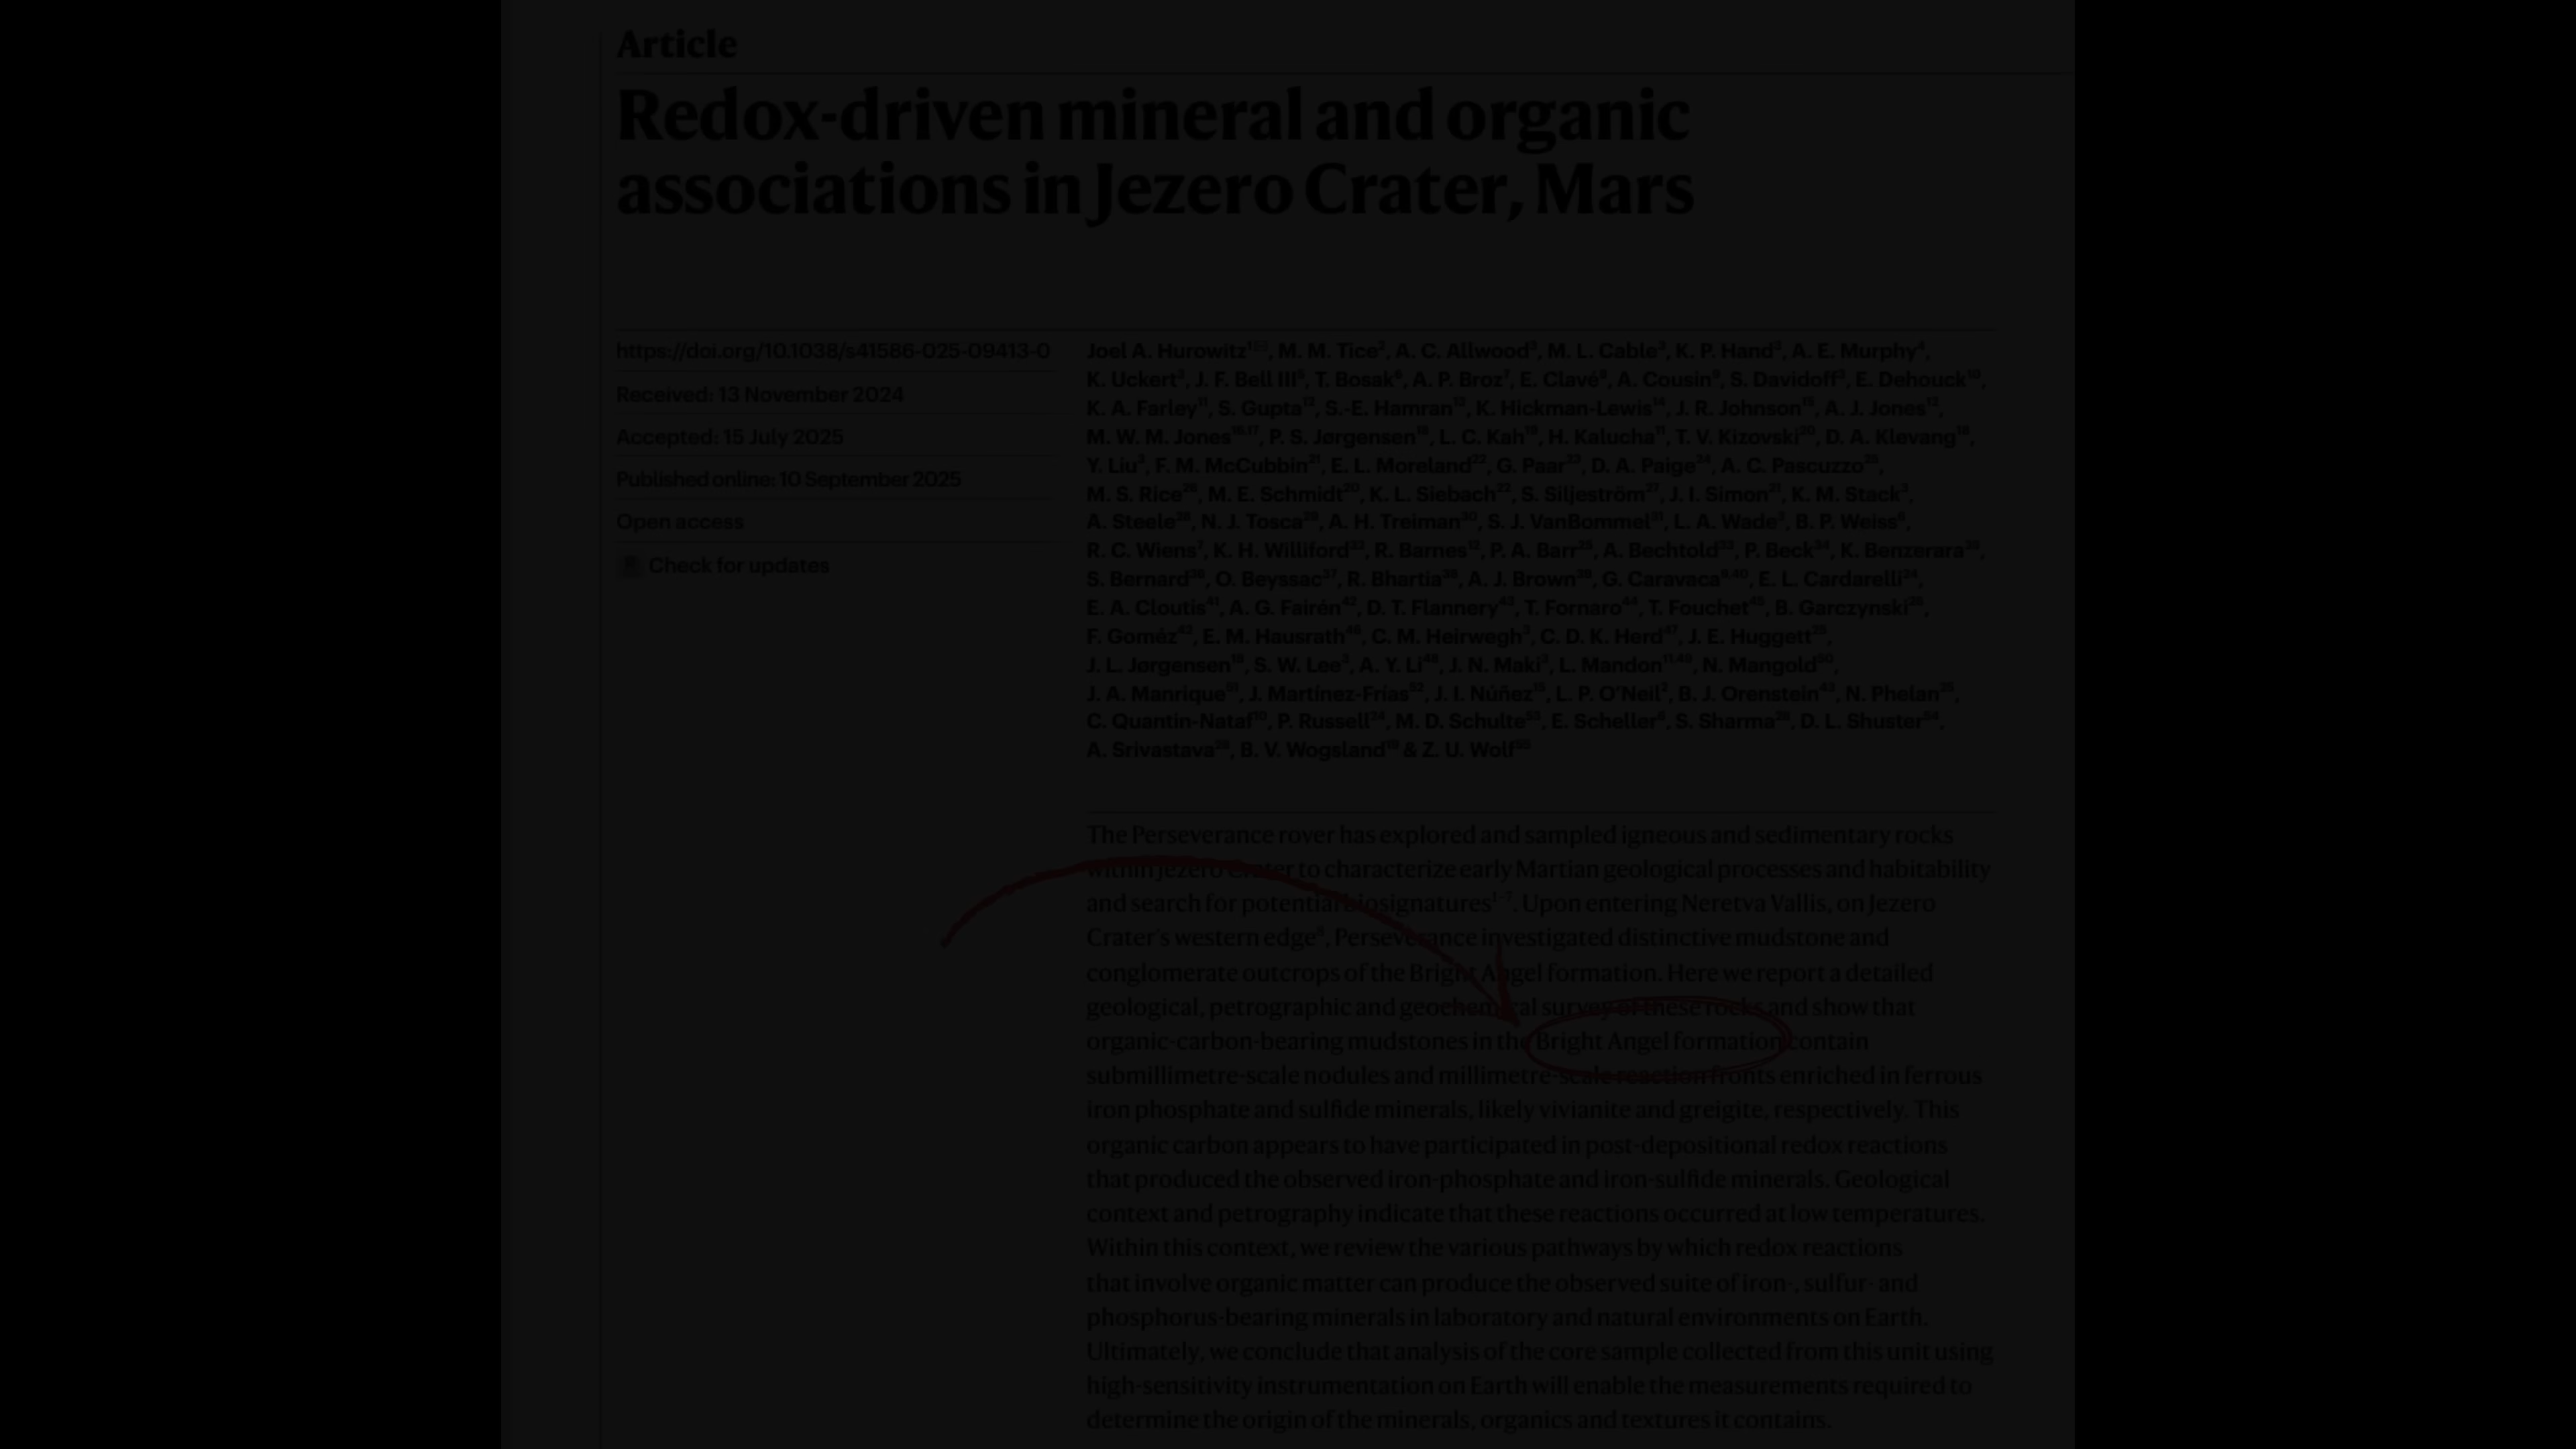 Article
Redox-driven mineral and organic
associations in Jezero Crater, Mars
https://doi.org/10.1038/s41586-025-09413-0
Received: 13 November 2024
Accepted: 15 July 2025
Published online: 10 September 2025
Open access
Check for updates
Joel A. Hurowitz, M. M. Tice, A. C. Allwood, M. L. Cable, K. P. Hand, A. E. Murphy,
K. Uckert, J. F. Bell III, T. Bosak, A. P. Broz, E. Clavé, A. Cousin, S. Davidoff, E. Dehouck,
K. A. Farley, S. Gupta, S.-E. Hamran, K. Hickman-Lewis, J. R. Johnson, A. J. Jones,
M. W. M. Jones, P. S. Jørgensen, L. C. Kah, H. Kalucha, T. V. Kizovski, D. A. Klevang,
Y. Liu, F. M. McCubbin, E. L. Moreland, G. Paar, D. A. Paige, A. C. Pascuzzo,
M. S. Rice, M. E. Schmidt, K. L. Siebach, S. Siljeström, J. I. Simon, K. M. Stack,
A. Steele, N. J. Tosca, A. H. Treiman, S. J. VanBommel, L. A. Wade, B. P. Weiss,
R. C. Wiens, K. H. Williford, R. Barnes, P. A. Barr, A. Bechtold, P. Beck, K. Benzerara,
S. Bernard, O. Beyssac, R. Bhartia, A. J. Brown, G. Caravaca, E. L. Cardarelli,
E. A. Cloutis, A. G. Fairén, D. T. Flannery, T. Fornaro, T. Fouchet, B. Garczynski,
F. Goméz, E. M. Hausrath, C. M. Heirwegh, C. D. K. Herd, J. E. Huggett,
J. L. Jørgensen, S. W. Lee, A. Y. Li, J. N. Maki, L. Mandon, N. Mangold,
J. A. Manrique, J. Martínez-Frías, J. I. Núñez, L. P. O'Neil, B. J. Orenstein, N. Phelan,
C. Quantin-Nataf, P. Russell, M. D. Schulte, E. Scheller, S. Sharma, D. L. Shuster,
A. Srivastava, B. V. Wogsland & Z. U. Wolf
The Perseverance rover has explored and sampled igneous and sedimentary rocks
within Jezero Crater to characterize early Martian geological processes and habitability
and search for potential biosignatures1–7. Upon entering Neretva Vallis, on Jezero
Crater's western edge, Perseverance investigated distinctive mudstone and
conglomerate outcrops of the Bright Angel formation. Here we report a detailed
geological, petrographic and geochemical survey of these rocks and show that
organic-carbon-bearing mudstones in the Bright Angel formation contain
submillimetre-scale nodules and millimetre-scale reaction fronts enriched in ferrous
iron phosphate and sulfide minerals, likely vivianite and greigite, respectively. This
organic carbon appears to have participated in post-depositional redox reactions
that produced the observed iron-phosphate and iron-sulfide minerals. Geological
context and petrography indicate that these reactions occurred at low temperatures.
Within this context, we review the various pathways by which redox reactions
that involve organic matter can produce the observed suite of iron-, sulfur- and
phosphorus-bearing minerals in laboratory and natural environments on Earth.
Ultimately, we conclude that analysis of the core sample collected from this unit using
high-sensitivity instrumentation on Earth will enable the measurements required to
determine the origin of the minerals, organics and textures it contains.